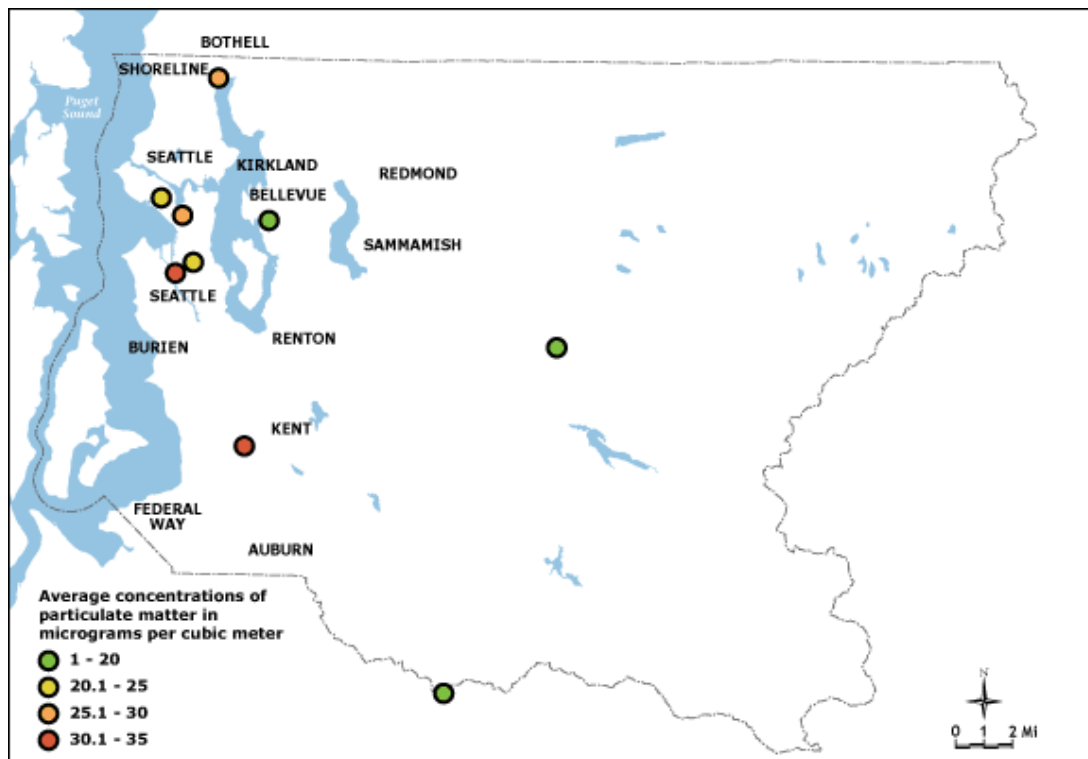 BOTHELL
SHORELINE
Puget
Sound
SEATTLE
KIRKLAND
REDMOND
BELLEVUE
SAMMAMISH
SEATTLE
RENTON
BURIEN
KENT
FEDERAL
WAY
AUBURN
Average concentrations of
particulate matter in
micrograms per cubic meter
1 - 20
20.1 - 25
25.1 - 30
30.1 - 35
N
0 1 2 Mi